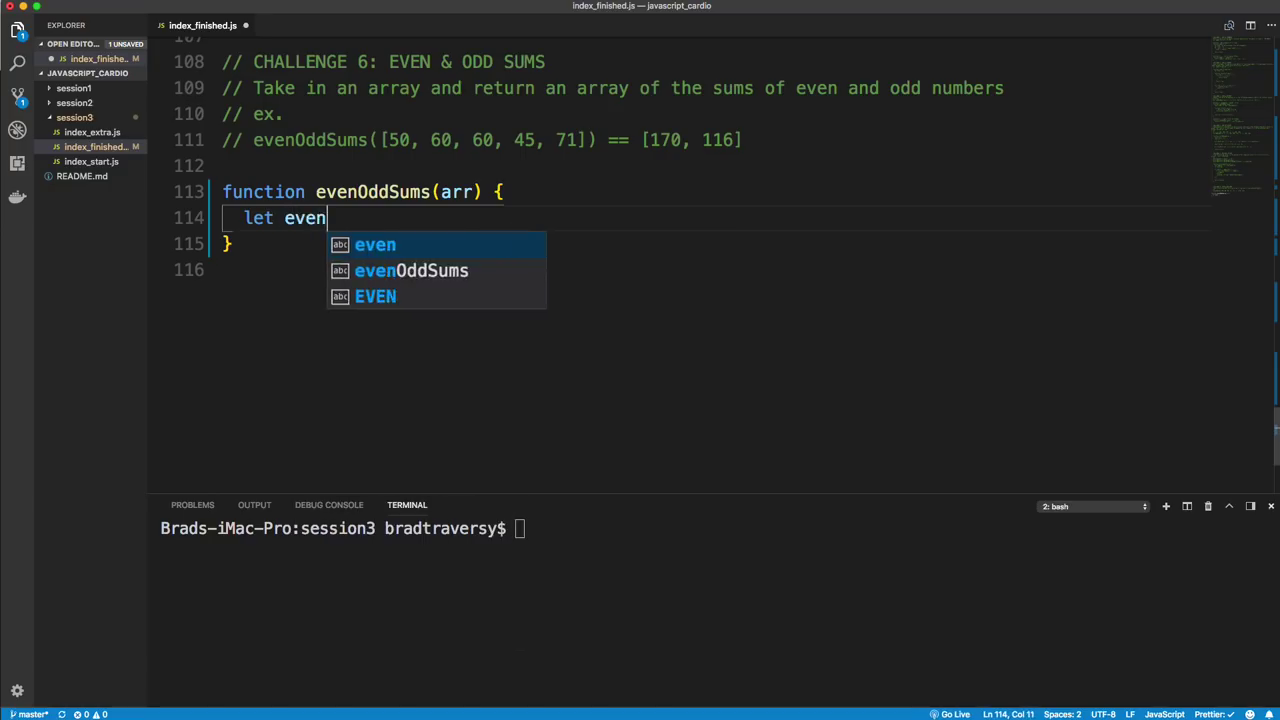 index_finished.js — javascript_cardio
EXPLORER
index_finished.js
OPEN EDITO... 1 UNSAVED
index_finishe... M
JAVASCRIPT_CARDIO
session1
session2
session3
index_extra.js
index_finished... M
index_start.js
README.md
1
1
107
108 // CHALLENGE 6: EVEN & ODD SUMS
109 // Take in an array and return an array of the sums of even and odd numbers
110 // ex.
111 // evenOddSums([50, 60, 60, 45, 71]) == [170, 116]
112
113 function evenOddSums(arr) {
114 let even
115 }
116
abc even
abc evenOddSums
abc EVEN
PROBLEMS OUTPUT DEBUG CONSOLE TERMINAL 2: bash
Brads-iMac-Pro:session3 bradtraversy$
master* 0 0 Go Live Ln 114, Col 11 Spaces: 2 UTF-8 LF JavaScript Prettier: ✓